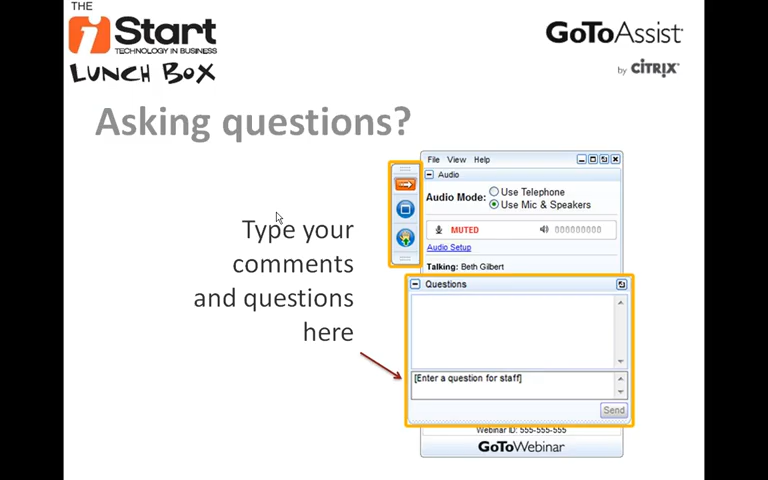 THE
iStart
TECHNOLOGY IN BUSINESS
LUNCH BOX
GoToAssist
by CITRIX
Asking questions?
Type your
comments
and questions
here
File View Help
Audio
Audio Mode:
Use Telephone
Use Mic & Speakers
MUTED
000000000
Audio Setup
Talking: Beth Gilbert
Questions
[Enter a question for staff]
Send
Webinar ID: 555-555-555
GoToWebinar